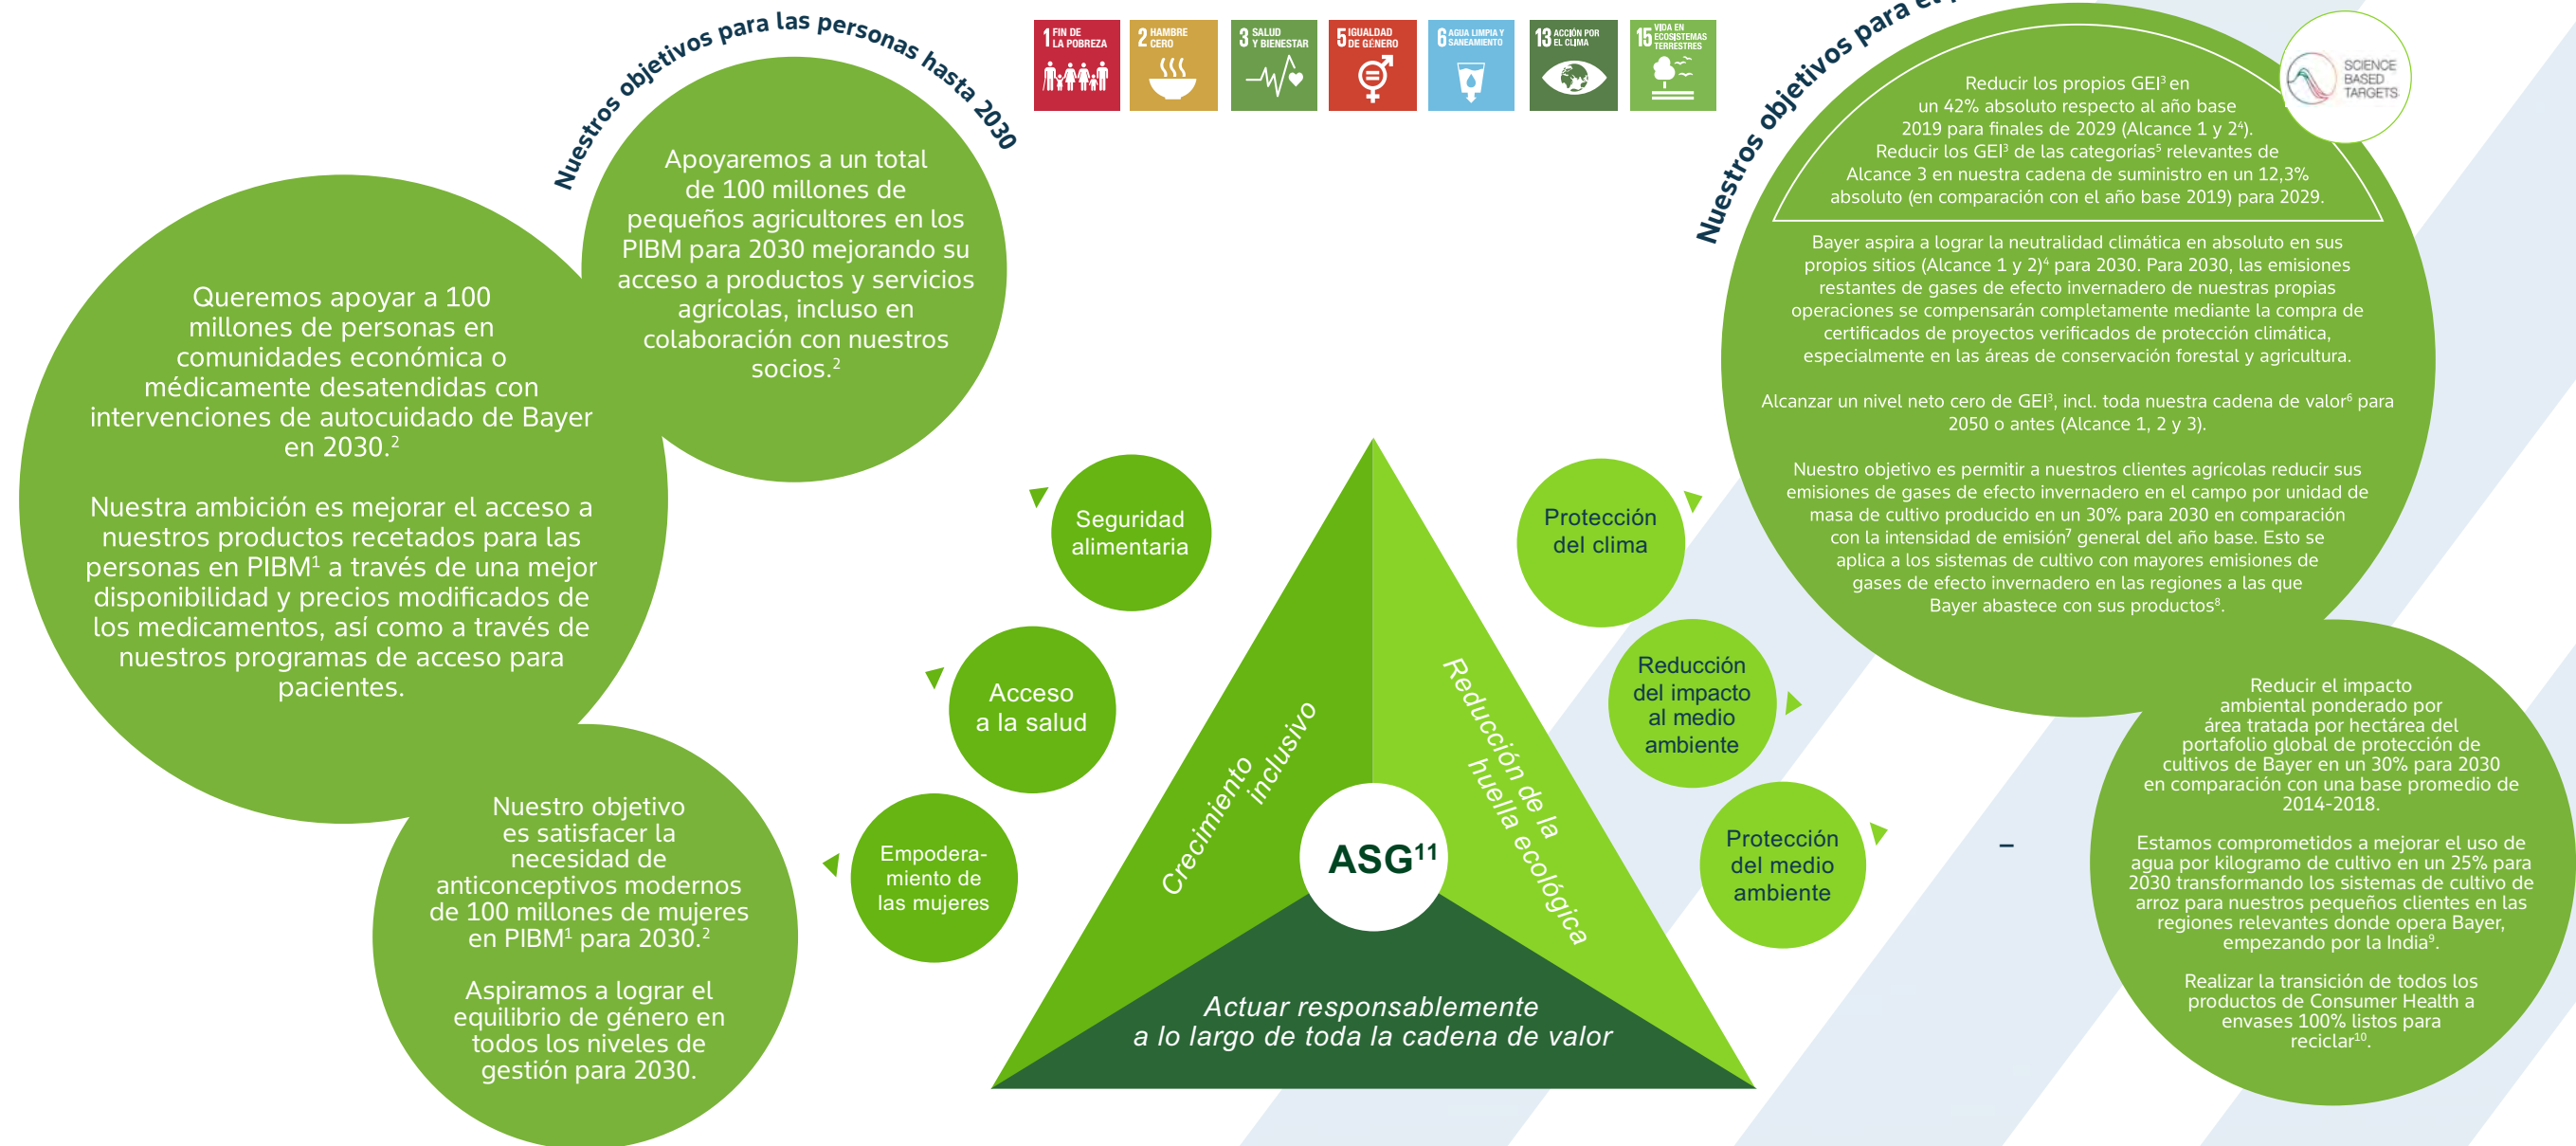 Nuestros objetivos para las personas hasta 2030
Apoyaremos a un total
de 100 millones de
pequeños agricultores en los
PIBM para 2030 mejorando su
acceso a productos y servicios
agrícolas, incluso en
colaboración con nuestros
socios.²
Queremos apoyar a 100
millones de personas en
comunidades económica o
médicamente desatendidas con
intervenciones de autocuidado de Bayer
en 2030.²
Nuestra ambición es mejorar el acceso a
nuestros productos recetados para las
personas en PIBM¹ a través de una mejor
disponibilidad y precios modificados de
los medicamentos, así como a través de
nuestros programas de acceso para
pacientes.
Nuestro objetivo
es satisfacer la
necesidad de
anticonceptivos modernos
de 100 millones de mujeres
en PIBM¹ para 2030.²
Aspiramos a lograr el
equilibrio de género en
todos los niveles de
gestión para 2030.
1 FIN DE
LA POBREZA
2 HAMBRE
CERO
3 SALUD
Y BIENESTAR
5 IGUALDAD
DE GÉNERO
6 AGUA LIMPIA Y
SANEAMIENTO
13 ACCIÓN POR
EL CLIMA
15 VIDA EN
ECOSISTEMAS
TERRESTRES
Seguridad
alimentaria
Acceso
a la salud
Empodera-
miento de
las mujeres
Crecimiento
inclusivo
Reducción de la
huella ecológica
ASG¹¹
Actuar responsablemente
a lo largo de toda la cadena de valor
Protección
del clima
Reducción
del impacto
al medio
ambiente
Protección
del medio
ambiente
–
Nuestros objetivos para el
SCIENCE
BASED
TARGETS
Reducir los propios GEI³ en
un 42% absoluto respecto al año base
2019 para finales de 2029 (Alcance 1 y 2⁴).
Reducir los GEI³ de las categorías⁵ relevantes de
Alcance 3 en nuestra cadena de suministro en un 12,3%
absoluto (en comparación con el año base 2019) para 2029.
Bayer aspira a lograr la neutralidad climática en absoluto en sus
propios sitios (Alcance 1 y 2)⁴ para 2030. Para 2030, las emisiones
restantes de gases de efecto invernadero de nuestras propias
operaciones se compensarán completamente mediante la compra de
certificados de proyectos verificados de protección climática,
especialmente en las áreas de conservación forestal y agricultura.
Alcanzar un nivel neto cero de GEI³, incl. toda nuestra cadena de valor⁶ para
2050 o antes (Alcance 1, 2 y 3).
Nuestro objetivo es permitir a nuestros clientes agrícolas reducir sus
emisiones de gases de efecto invernadero en el campo por unidad de
masa de cultivo producido en un 30% para 2030 en comparación
con la intensidad de emisión⁷ general del año base. Esto se
aplica a los sistemas de cultivo con mayores emisiones de
gases de efecto invernadero en las regiones a las que
Bayer abastece con sus productos⁸.
Reducir el impacto
ambiental ponderado por
área tratada por hectárea del
portafolio global de protección de
cultivos de Bayer en un 30% para 2030
en comparación con una base promedio de
2014-2018.
Estamos comprometidos a mejorar el uso de
agua por kilogramo de cultivo en un 25% para
2030 transformando los sistemas de cultivo de
arroz para nuestros pequeños clientes en las
regiones relevantes donde opera Bayer,
empezando por la India⁹.
Realizar la transición de todos los
productos de Consumer Health a
envases 100% listos para
reciclar¹⁰.